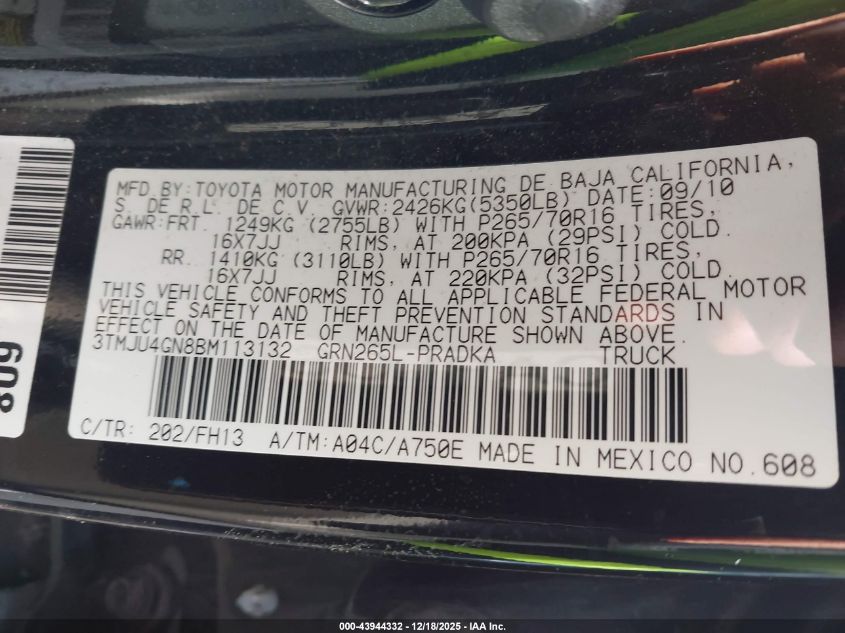 MFD.BY:TOYOTA MOTOR MANUFACTURING DE BAJA CALIFORNIA,
S. DE R.L. DE C.V. GVWR:2426KG(5350LB) DATE:09/10
GAWR:FRT. 1249KG (2755LB) WITH P265/70R16 TIRES,
16X7JJ RIMS, AT 200KPA (29PSI) COLD.
RR. 1410KG (3110LB) WITH P265/70R16 TIRES,
16X7JJ RIMS, AT 220KPA (32PSI) COLD.
THIS VEHICLE CONFORMS TO ALL APPLICABLE FEDERAL MOTOR
VEHICLE SAFETY AND THEFT PREVENTION STANDARDS IN
EFFECT ON THE DATE OF MANUFACTURE SHOWN ABOVE.
3TMJU4GN8BM113132 GRN265L-PRADKA TRUCK
C/TR: 202/FH13 A/TM:A04C/A750E MADE IN MEXICO NO.608
609
000-43944332 - 12/18/2025 - IAA Inc.